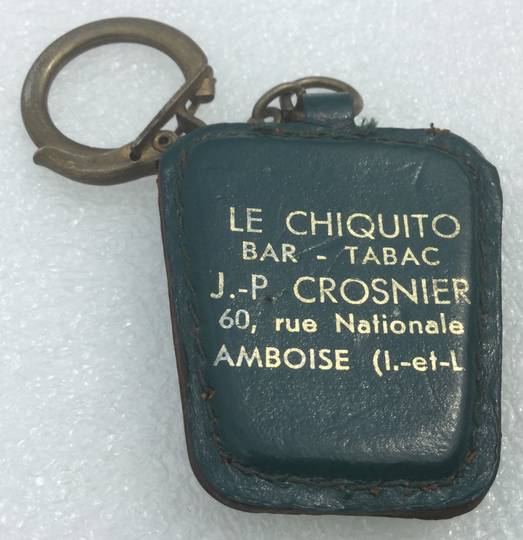 LE CHIQUITO
BAR - TABAC
J.-P. CROSNIER
60, rue Nationale
AMBOISE (I.-et-L